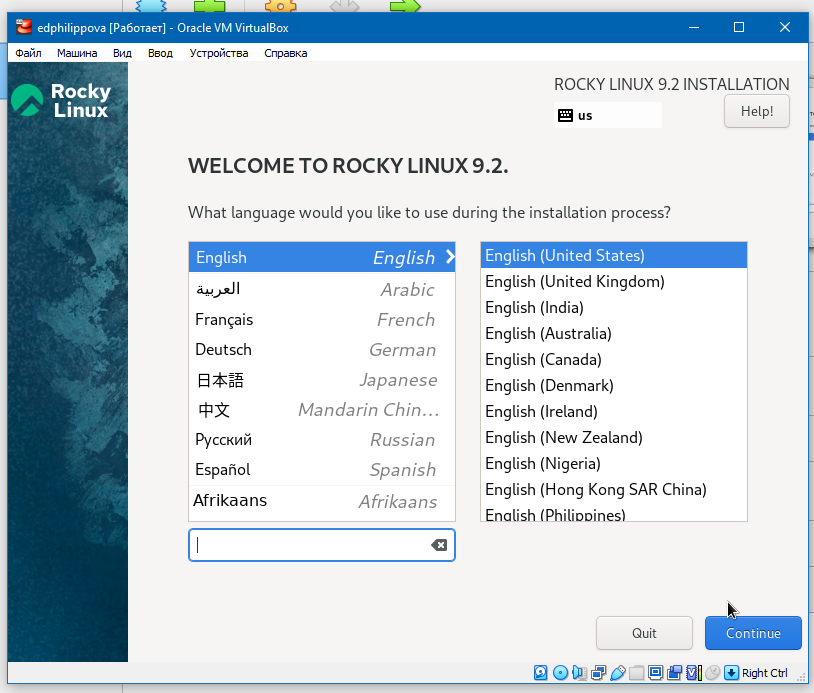 edphilippova [Работает] - Oracle VM VirtualBox
Файл Машина Вид Ввод Устройства Справка
Rocky
Linux
ROCKY LINUX 9.2 INSTALLATION
us
Help!
WELCOME TO ROCKY LINUX 9.2.
What language would you like to use during the installation process?
English English
العربية Arabic
Français French
Deutsch German
日本語 Japanese
中文 Mandarin Chin…
Русский Russian
Español Spanish
Afrikaans Afrikaans
English (United States)
English (United Kingdom)
English (India)
English (Australia)
English (Canada)
English (Denmark)
English (Ireland)
English (New Zealand)
English (Nigeria)
English (Hong Kong SAR China)
English (Philippines)
Quit
Continue
Right Ctrl